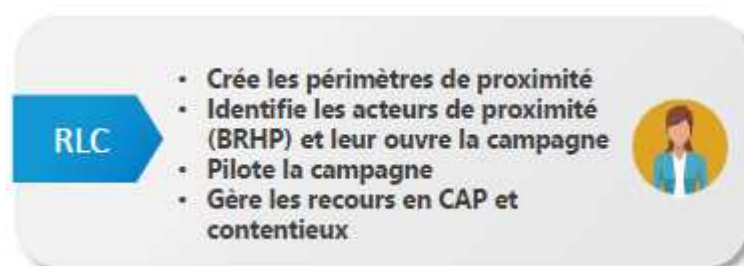 RLC
• Crée les périmètres de proximité
• Identifie les acteurs de proximité
(BRHP) et leur ouvre la campagne
• Pilote la campagne
• Gère les recours en CAP et
contentieux